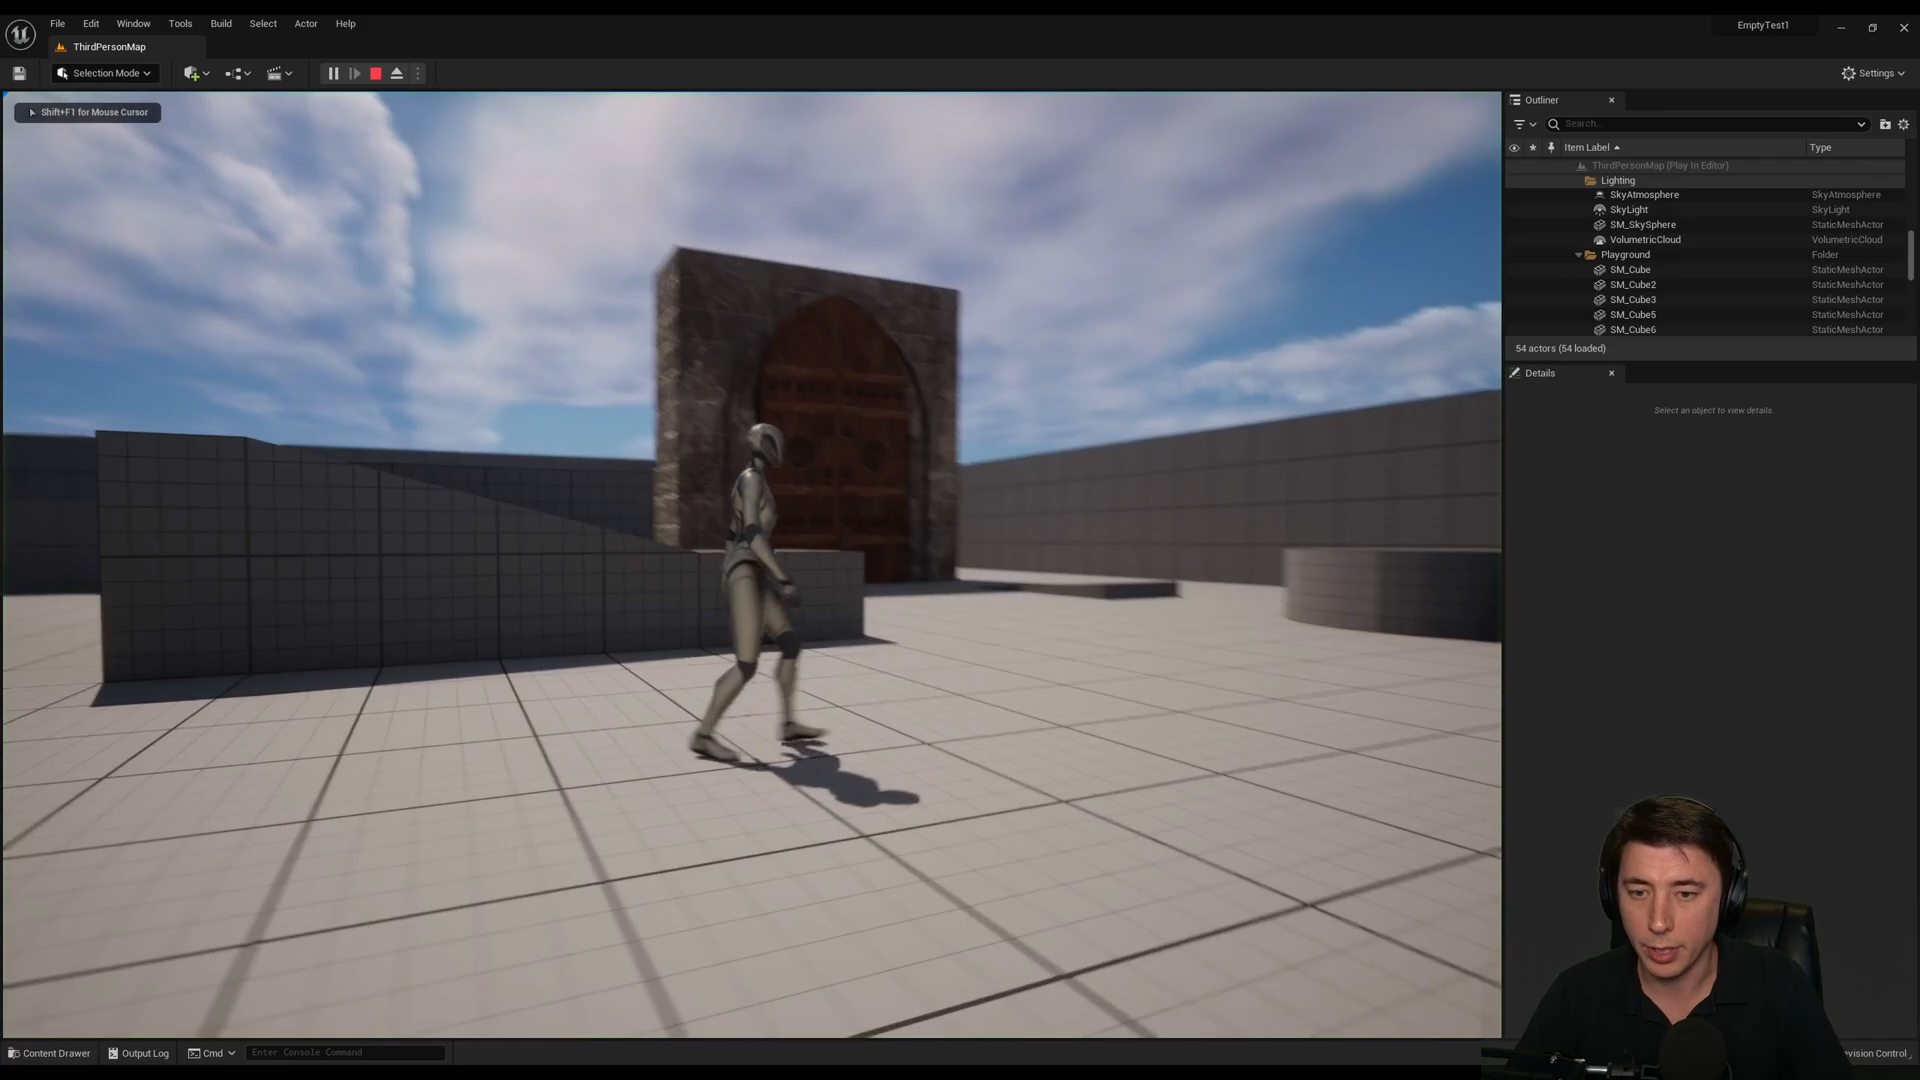 File Edit Window Tools Build Select Actor Help
EmptyTest1
ThirdPersonMap
Selection Mode
Settings
Shift+F1 for Mouse Cursor
Outliner
Search...
Item Label Type
ThirdPersonMap (Play In Editor)
Lighting
SkyAtmosphere SkyAtmosphere
SkyLight SkyLight
SM_SkySphere StaticMeshActor
VolumetricCloud VolumetricCloud
Playground Folder
SM_Cube StaticMeshActor
SM_Cube2 StaticMeshActor
SM_Cube3 StaticMeshActor
SM_Cube5 StaticMeshActor
SM_Cube6 StaticMeshActor
54 actors (54 loaded)
Details
Select an object to view details.
Content Drawer Output Log Cmd Enter Console Command
vision Control